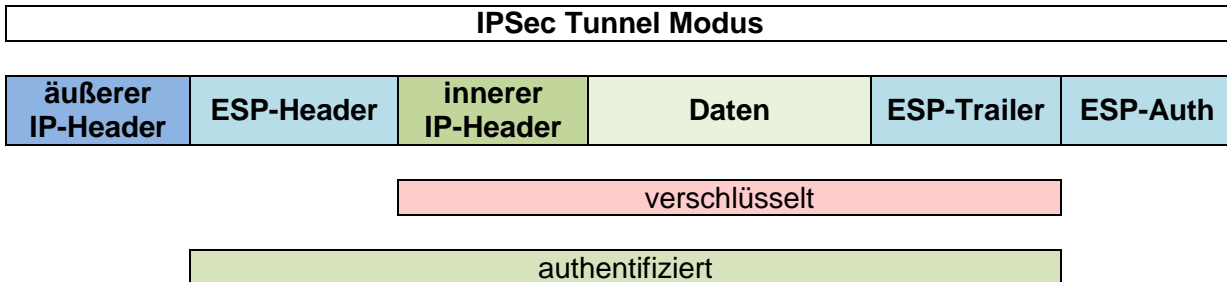 IPSec Tunnel Modus
äußerer IP-Header
ESP-Header
innerer IP-Header
Daten
ESP-Trailer
ESP-Auth
verschlüsselt
authentifiziert